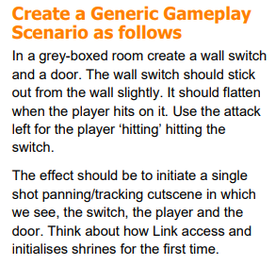 Create a Generic Gameplay
Scenario as follows
In a grey-boxed room create a wall switch
and a door. The wall switch should stick
out from the wall slightly. It should flatten
when the player hits on it. Use the attack
left for the player ‘hitting’ hitting the
switch.
The effect should be to initiate a single
shot panning/tracking cutscene in which
we see, the switch, the player and the
door. Think about how Link access and
initialises shrines for the first time.